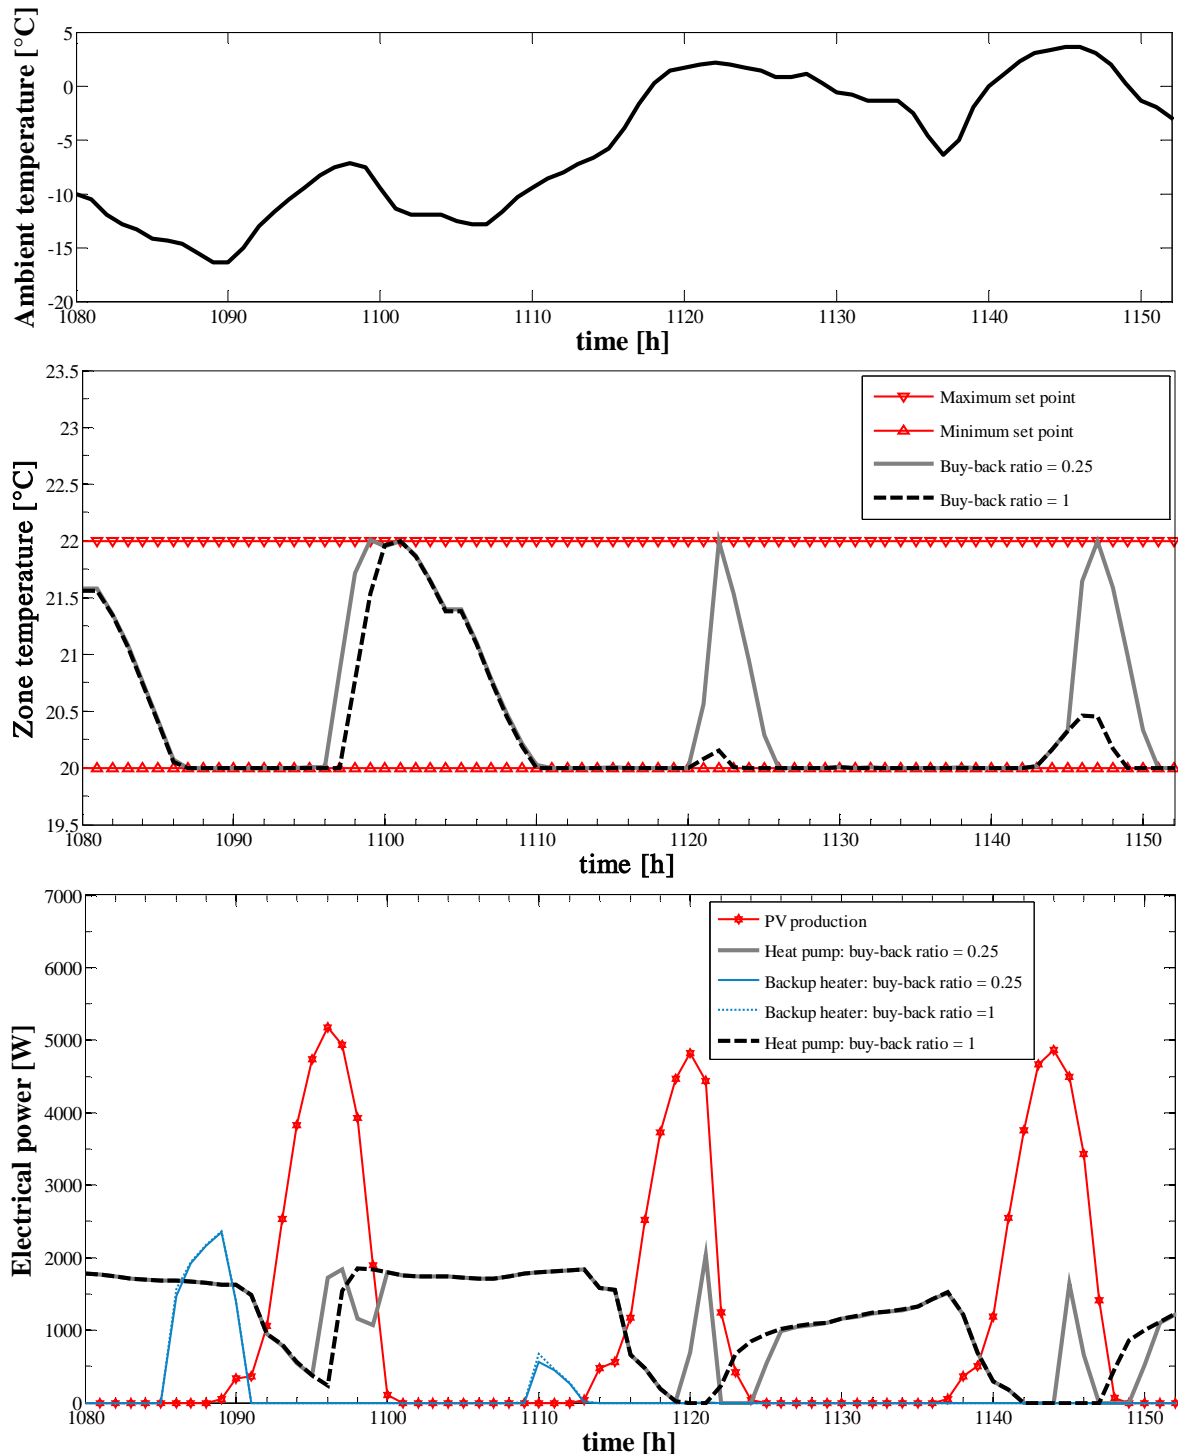 Ambient temperature [°C]
5
0
-5
-10
-15
-20
1080 1090 1100 1110 1120 1130 1140 1150
time [h]
Zone temperature [°C]
23.5
23
22.5
22
21.5
21
20.5
20
19.5
Maximum set point
Minimum set point
Buy-back ratio = 0.25
Buy-back ratio = 1
1080 1090 1100 1110 1120 1130 1140 1150
time [h]
Electrical power [W]
7000
6000
5000
4000
3000
2000
1000
0
PV production
Heat pump: buy-back ratio = 0.25
Backup heater: buy-back ratio = 0.25
Backup heater: buy-back ratio =1
Heat pump: buy-back ratio = 1
1080 1090 1100 1110 1120 1130 1140 1150
time [h]